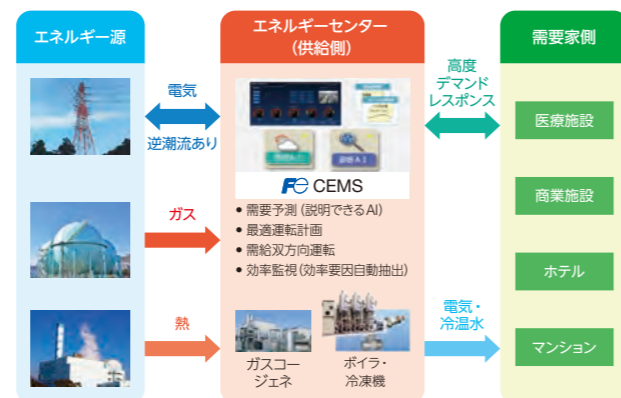 エネルギー源
電気
逆潮流あり
ガス
熱
エネルギーセンター
(供給側)
Fe CEMS
• 需要予測(説明できるAI)
• 最適運転計画
• 需給双方向運転
• 効率監視(効率要因自動抽出)
ガスコー
ジェネ
ボイラ・
冷凍機
高度
デマンド
レスポンス
電気・
冷温水
需要家側
医療施設
商業施設
ホテル
マンション